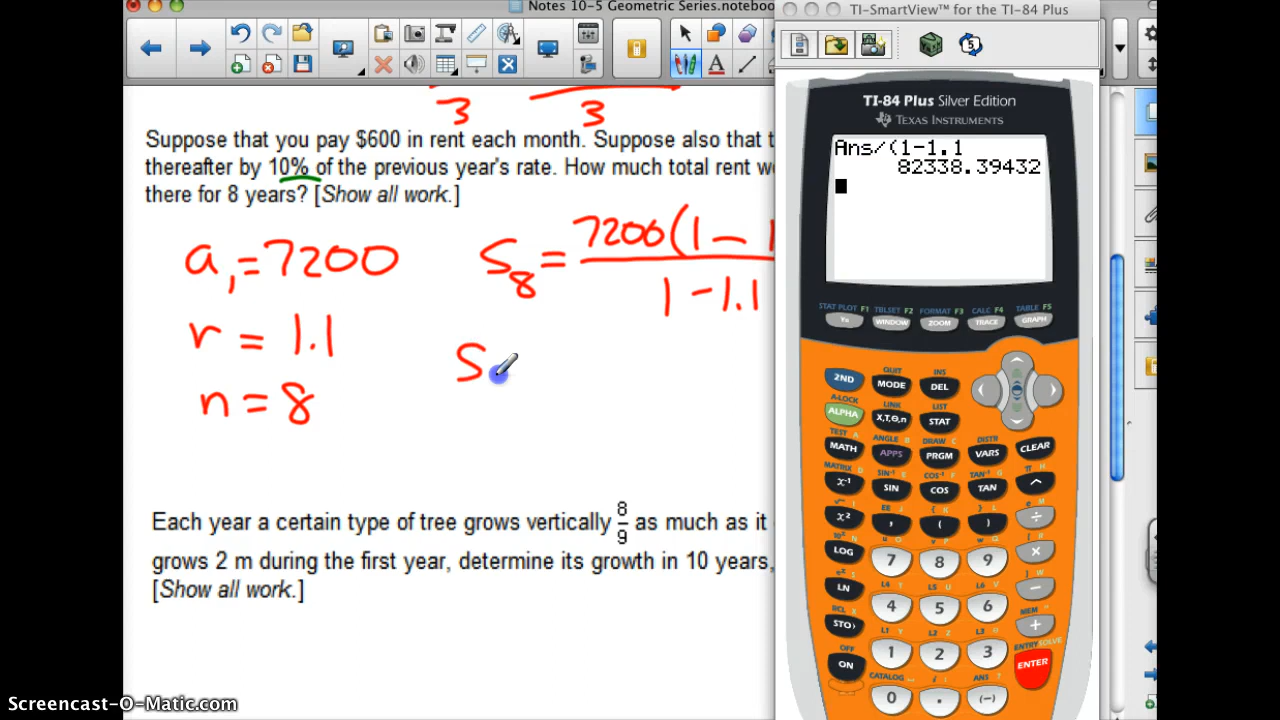 Notes 10-5 Geometric Series.notebo
TI-SmartView™ for the TI-84 Plus
3 3
Suppose that you pay $600 in rent each month. Suppose also that t
thereafter by 10% of the previous year's rate. How much total rent w
there for 8 years? [Show all work.]
a₁ = 7200
S₈ = 7200(1 −
1 − 1.1
r = 1.1
S
n = 8
Each year a certain type of tree grows vertically 8/9 as much as it
grows 2 m during the first year, determine its growth in 10 years,
[Show all work.]
TI-84 Plus Silver Edition
TEXAS INSTRUMENTS
Ans/(1-1.1
82338.39432
STAT PLOT F1 TBLSET F2 FORMAT F3 CALC F4 TABLE F5
Y= WINDOW ZOOM TRACE GRAPH
QUIT INS
2ND MODE DEL
A-LOCK LINK LIST
ALPHA X,T,Θ,n STAT
TEST A ANGLE B DRAW C DISTR
MATH APPS PRGM VARS CLEAR
MATRIX D SIN⁻¹ E COS⁻¹ F TAN⁻¹ G π H
x⁻¹ SIN COS TAN ^
√ I EE J { K } L e M
x² , ( ) ÷
10ˣ N u O v P w Q [ R
LOG 7 8 9 ×
eˣ S L4 T L5 U L6 V ] W
LN 4 5 6 −
RCL X L1 Y L2 Z L3 θ MEM "
STO› 1 2 3 +
OFF CATALOG i : ANS ? ENTRY SOLVE
ON 0 . (−) ENTER
Screencast-O-Matic.com